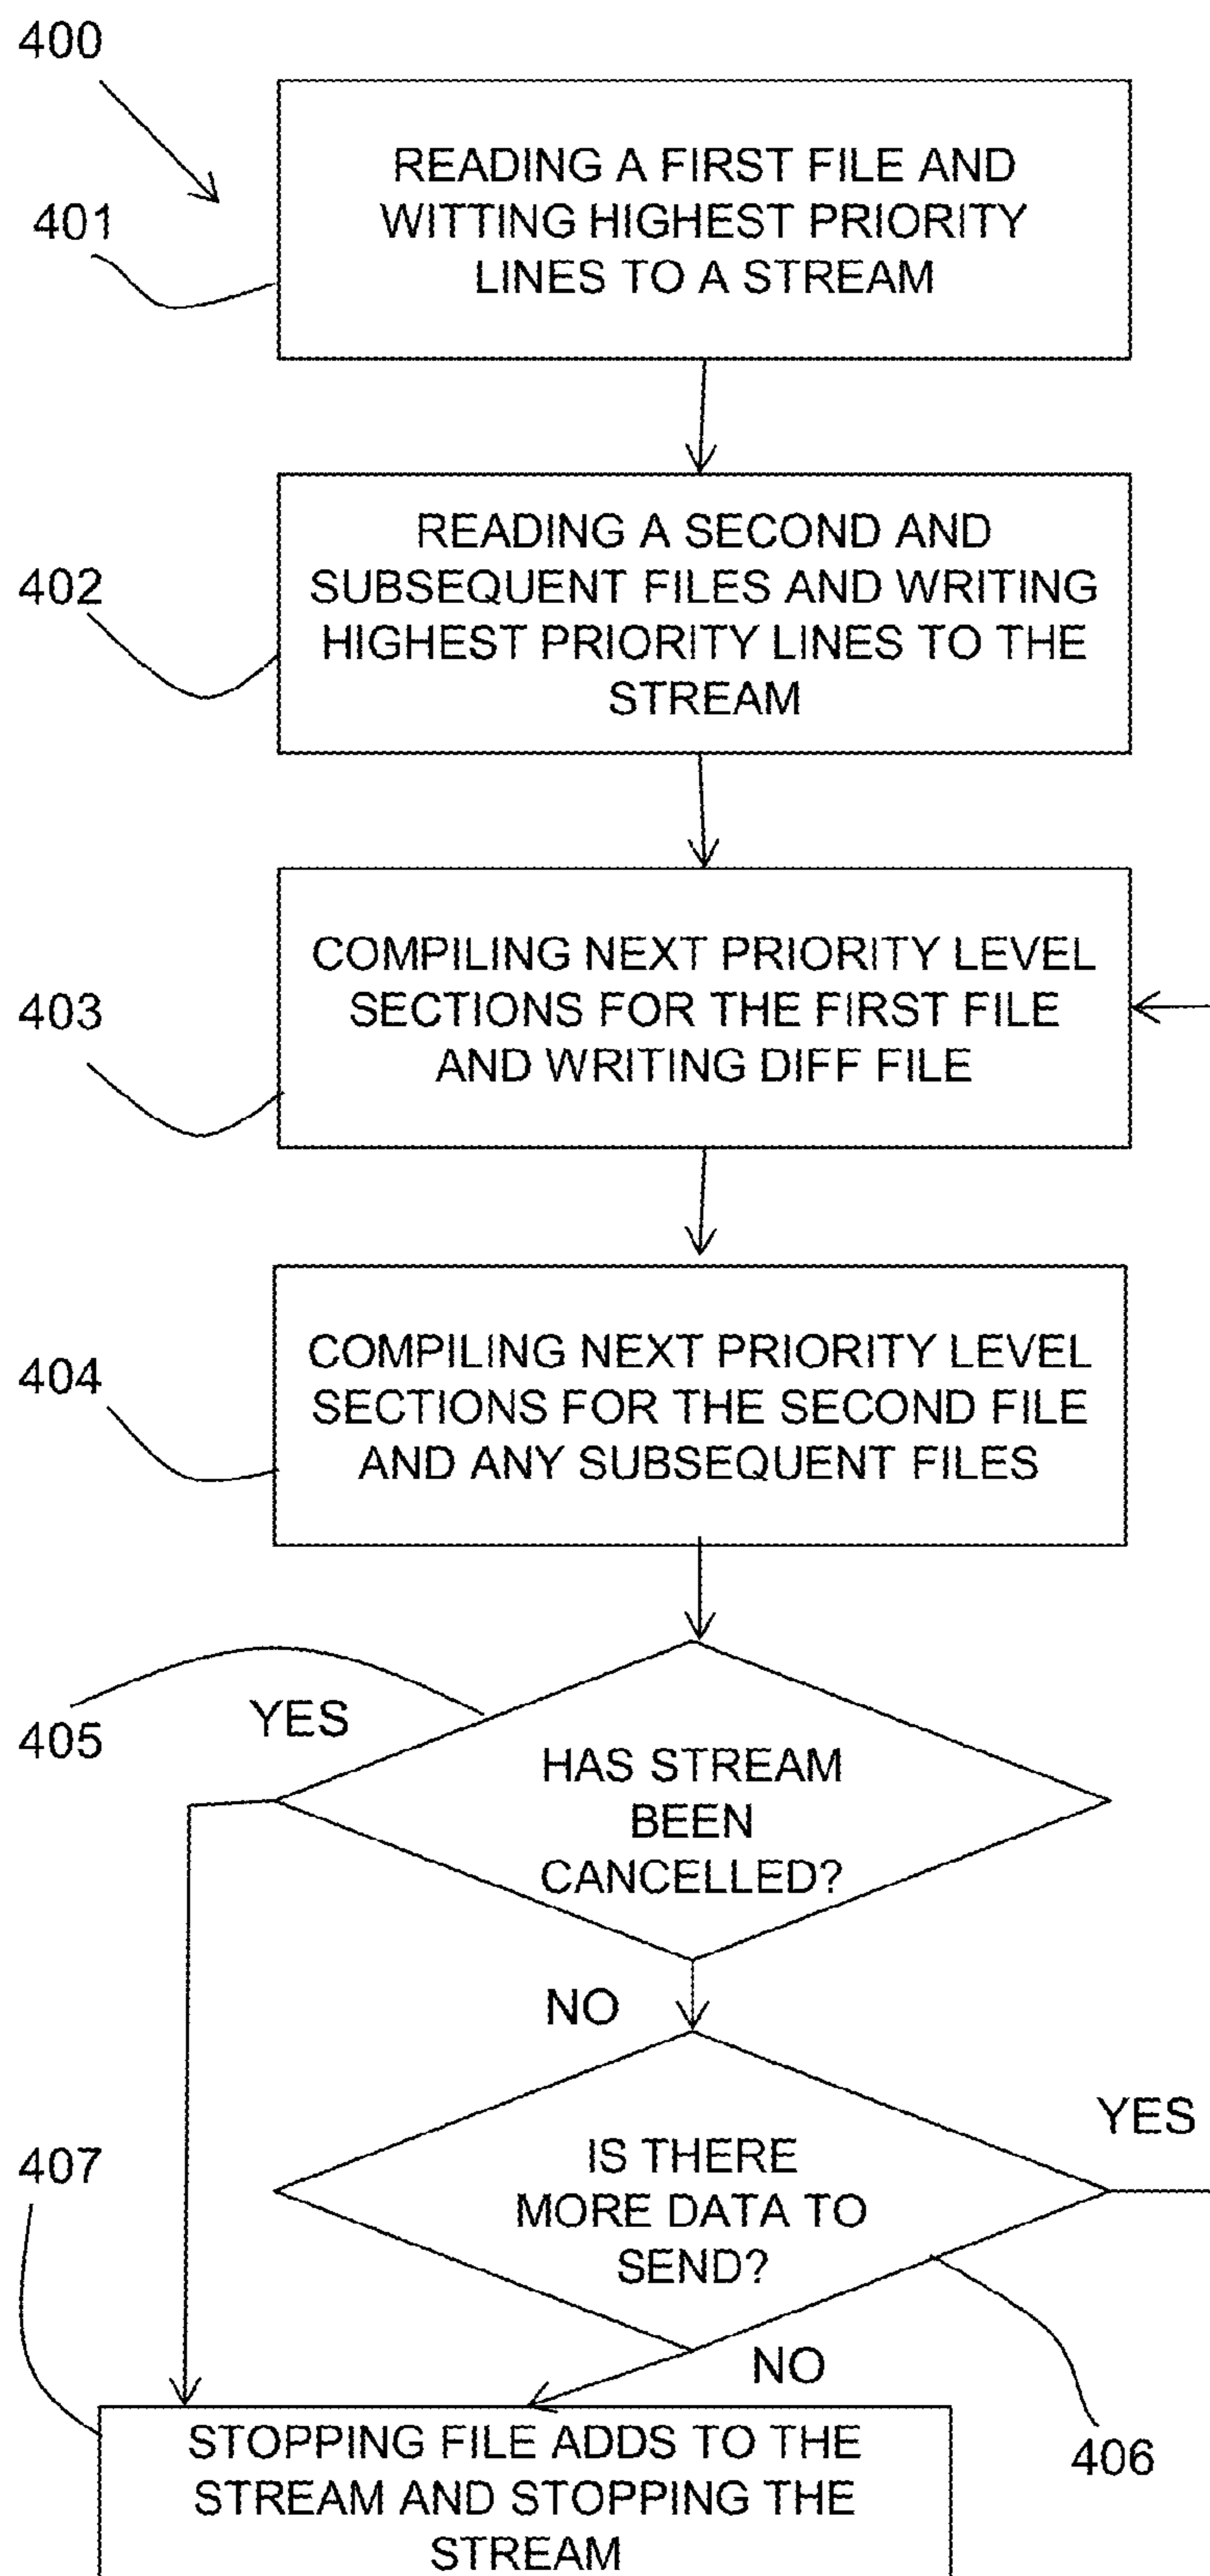 400
READING A FIRST FILE AND
WITTING HIGHEST PRIORITY
LINES TO A STREAM
401
READING A SECOND AND
SUBSEQUENT FILES AND WRITING
HIGHEST PRIORITY LINES TO THE
STREAM
402
COMPILING NEXT PRIORITY LEVEL
SECTIONS FOR THE FIRST FILE
AND WRITING DIFF FILE
403
COMPILING NEXT PRIORITY LEVEL
SECTIONS FOR THE SECOND FILE
AND ANY SUBSEQUENT FILES
404
405
YES
HAS STREAM
BEEN
CANCELLED?
NO
YES
IS THERE
MORE DATA TO
SEND?
407
NO
406
STOPPING FILE ADDS TO THE
STREAM AND STOPPING THE
STREAM